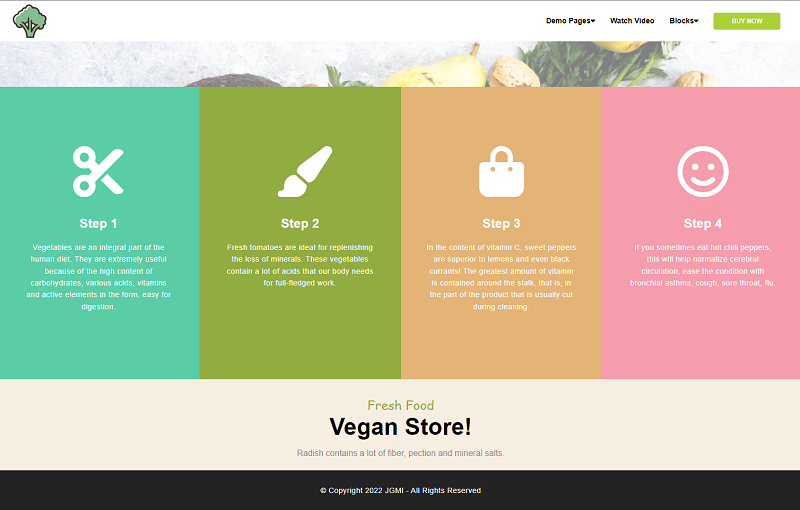 Demo Pages Watch Video Blocks BUY NOW
Step 1
Vegetables are an integral part of the
human diet. They are extremely useful
because of the high content of
carbohydrates, various acids, vitamins
and active elements in the form, easy for
digestion.
Step 2
Fresh tomatoes are ideal for replenishing
the loss of minerals. These vegetables
contain a lot of acids that our body needs
for full-fledged work.
Step 3
In the content of vitamin C, sweet peppers
are superior to lemons and even black
currants! The greatest amount of vitamin
is contained around the stalk, that is, in
the part of the product that is usually cut
during cleaning.
Step 4
If you sometimes eat hot chili peppers,
this will help normalize cerebral
circulation, ease the condition with
bronchial asthma, cough, sore throat, flu.
Fresh Food
Vegan Store!
Radish contains a lot of fiber, pection and mineral salts.
© Copyright 2022 JGMI - All Rights Reserved